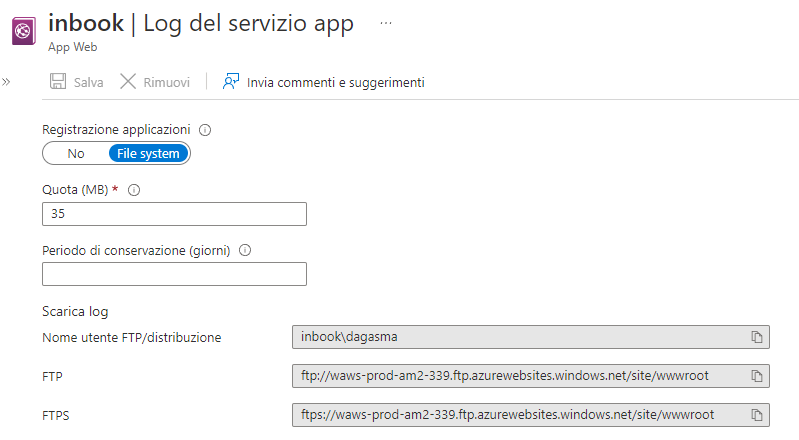 inbook | Log del servizio app ...
App Web
» Salva Rimuovi Invia commenti e suggerimenti
Registrazione applicazioni
No File system
Quota (MB) *
35
Periodo di conservazione (giorni)
Scarica log
Nome utente FTP/distribuzione inbook\dagasma
FTP ftp://waws-prod-am2-339.ftp.azurewebsites.windows.net/site/wwwroot
FTPS ftps://waws-prod-am2-339.ftp.azurewebsites.windows.net/site/wwwroot